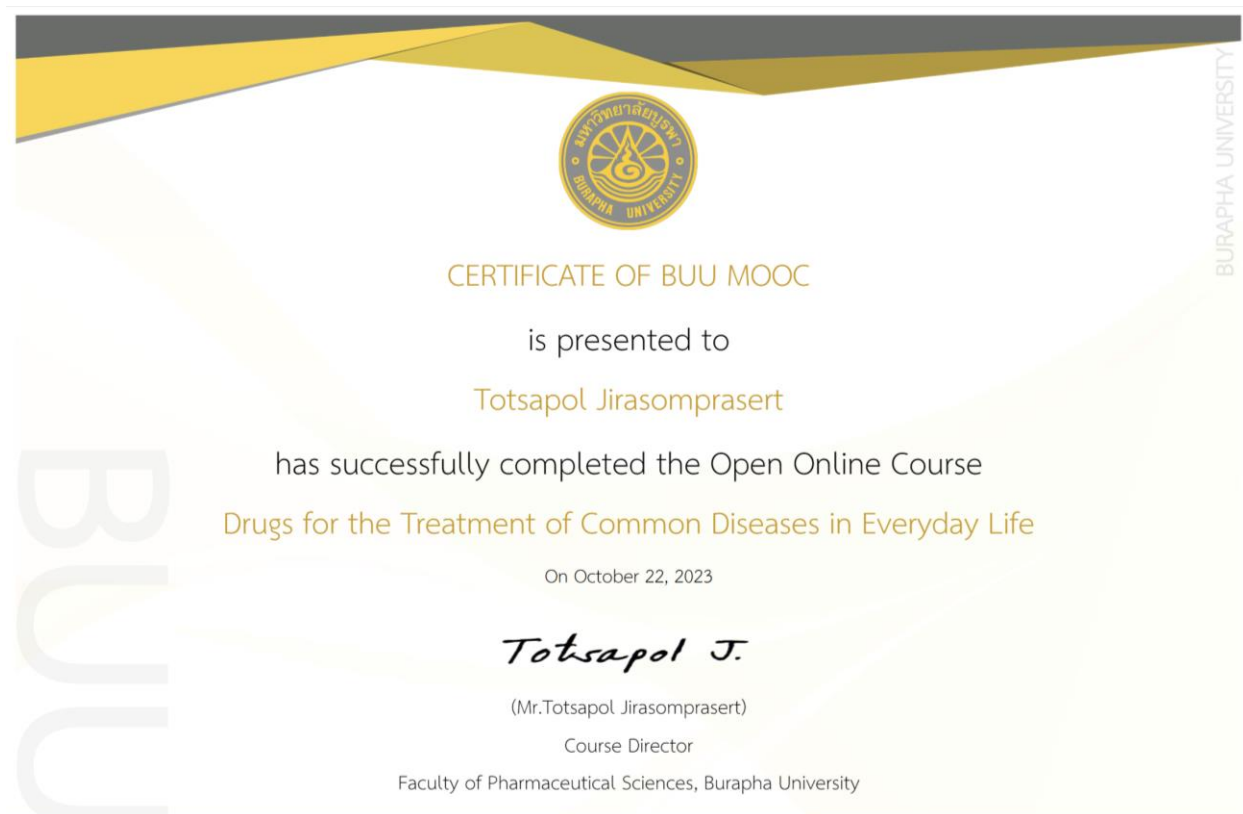 BURAPHA UNIVERSITY
มหาวิทยาลัยบูรพา
BURAPHA UNIVERSITY
CERTIFICATE OF BUU MOOC
is presented to
Totsapol Jirasomprasert
has successfully completed the Open Online Course
Drugs for the Treatment of Common Diseases in Everyday Life
On October 22, 2023
Totsapol J.
(Mr.Totsapol Jirasomprasert)
Course Director
Faculty of Pharmaceutical Sciences, Burapha University
BUU